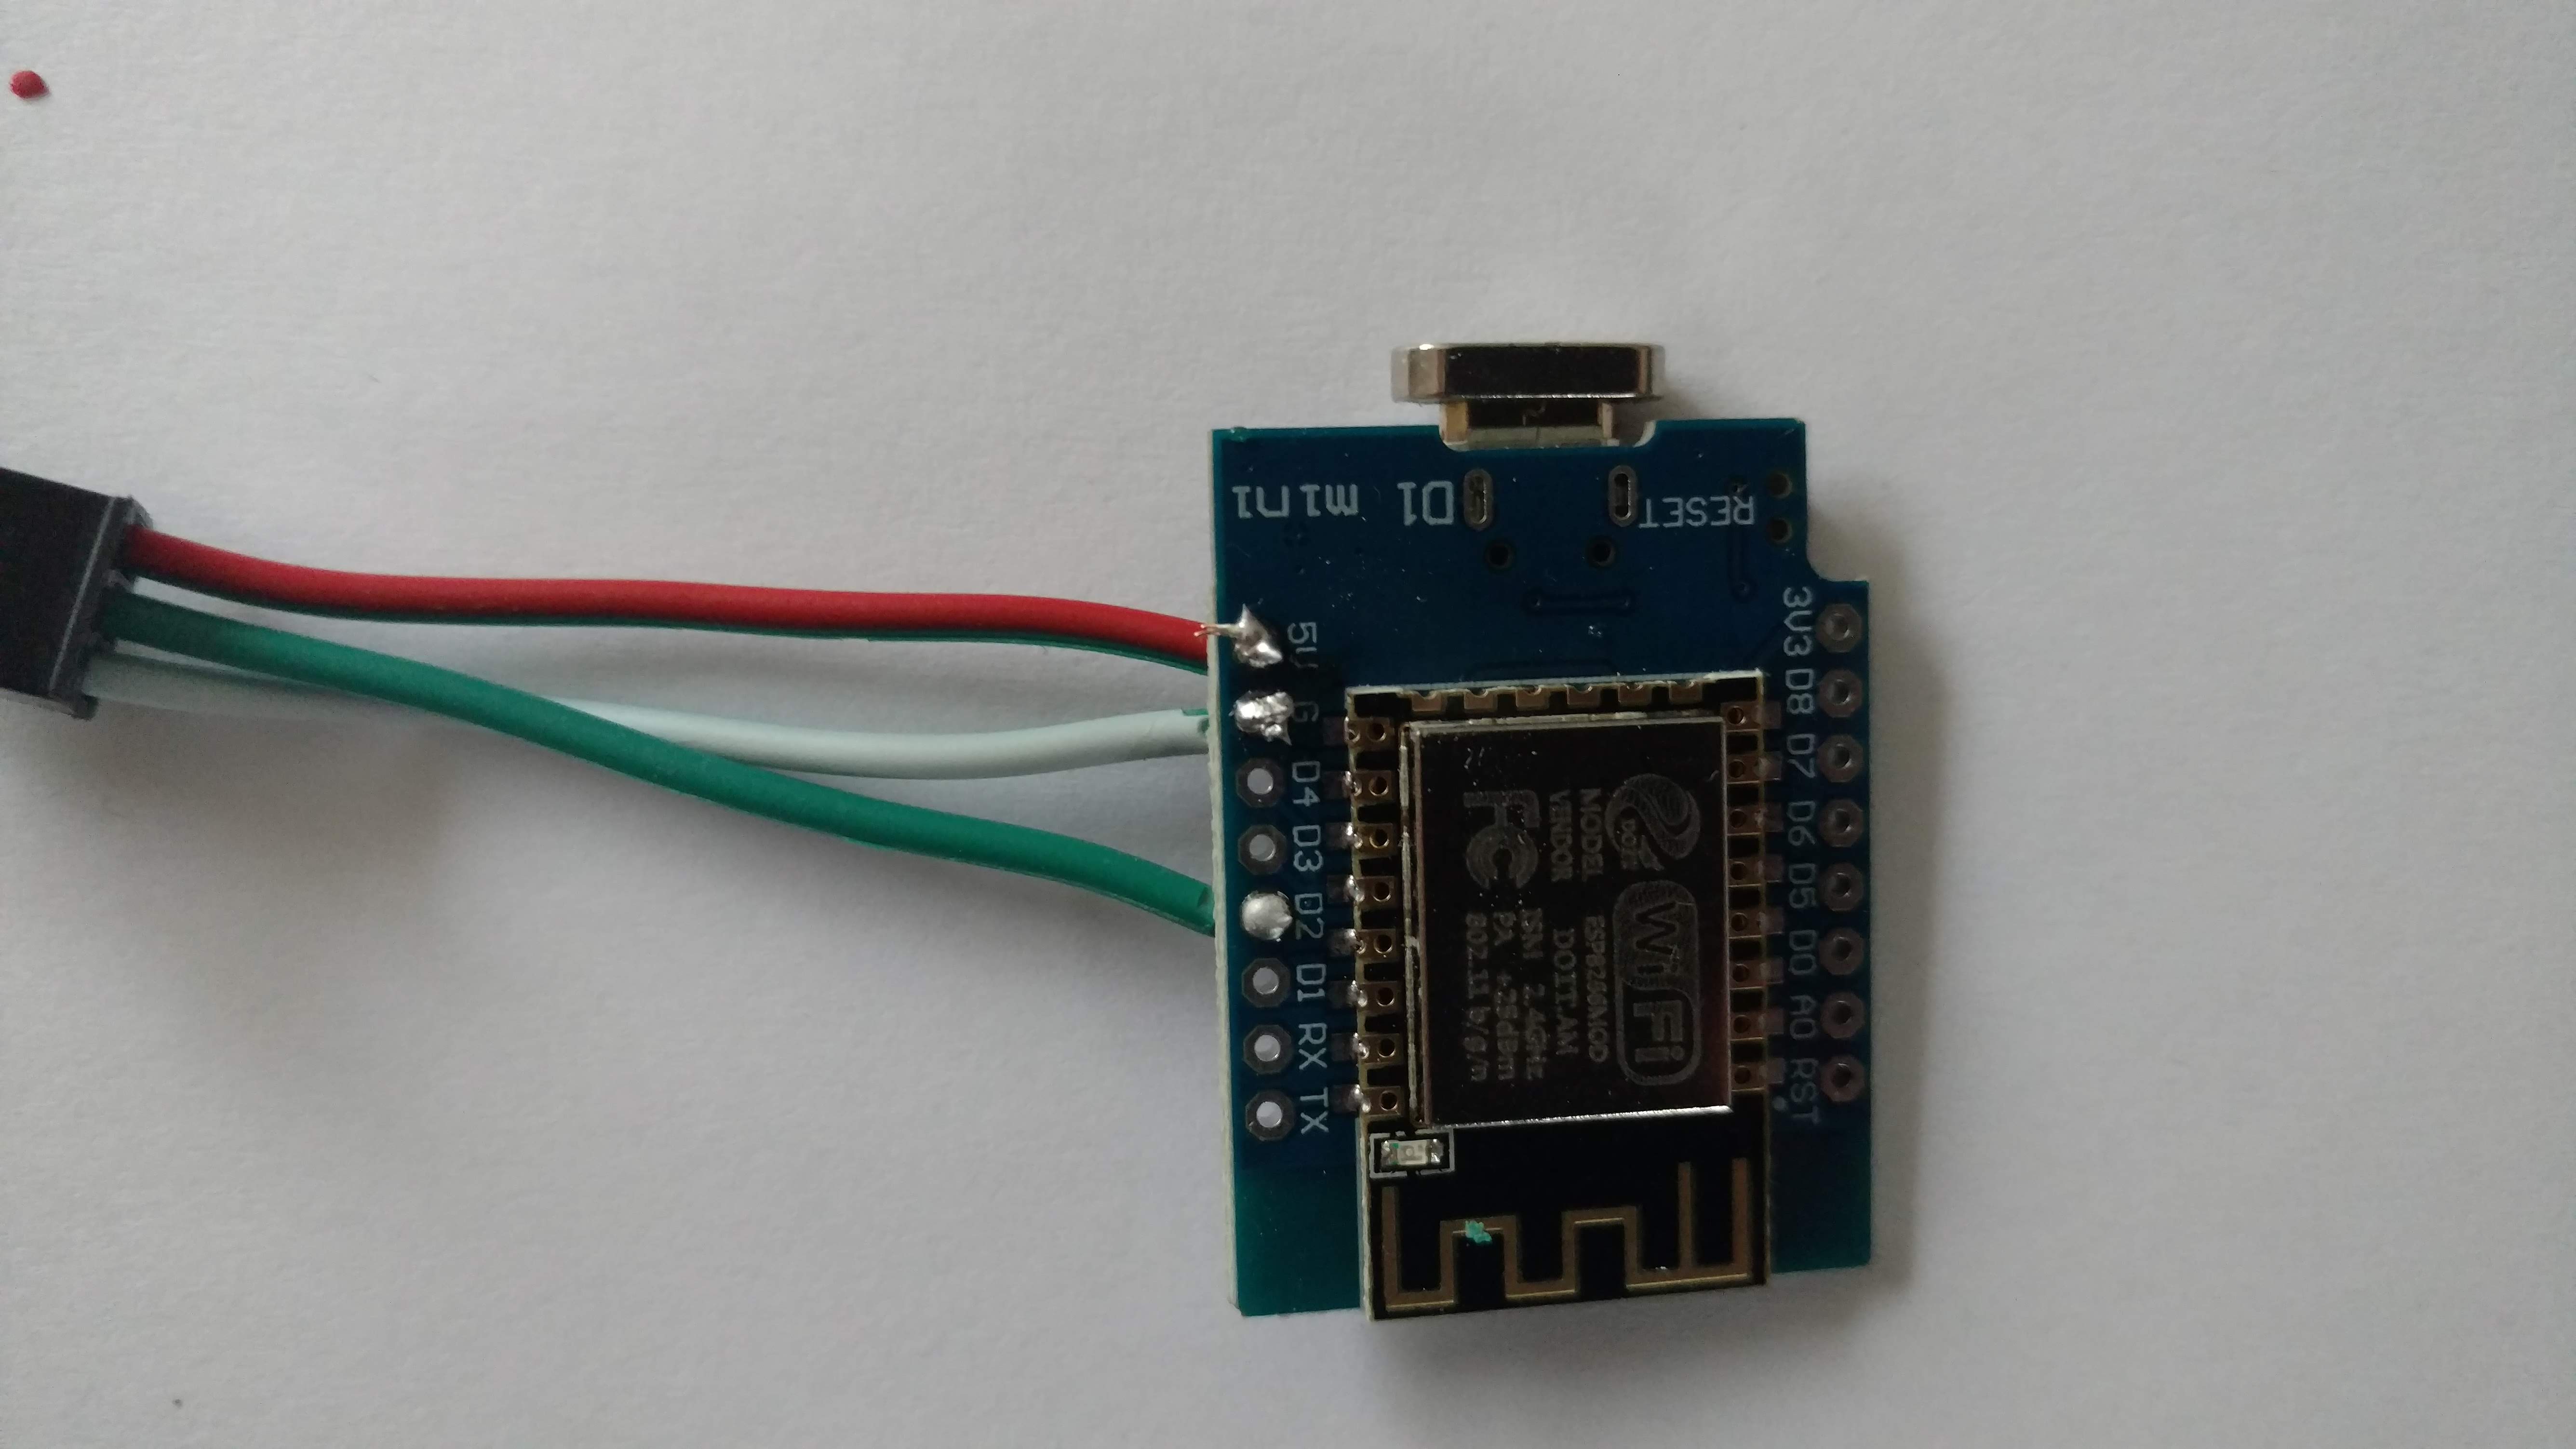 D1 mini
RESET
5V
G
D4
D3
D2
D1
RX
TX
3V3
D8
D7
D6
D5
D0
A0
RST
WiFi
MODEL ESP8266MOD
VENDOR DOIT.AM
ISM 2.4GHz
PA +25dBm
802.11b/g/n
FC